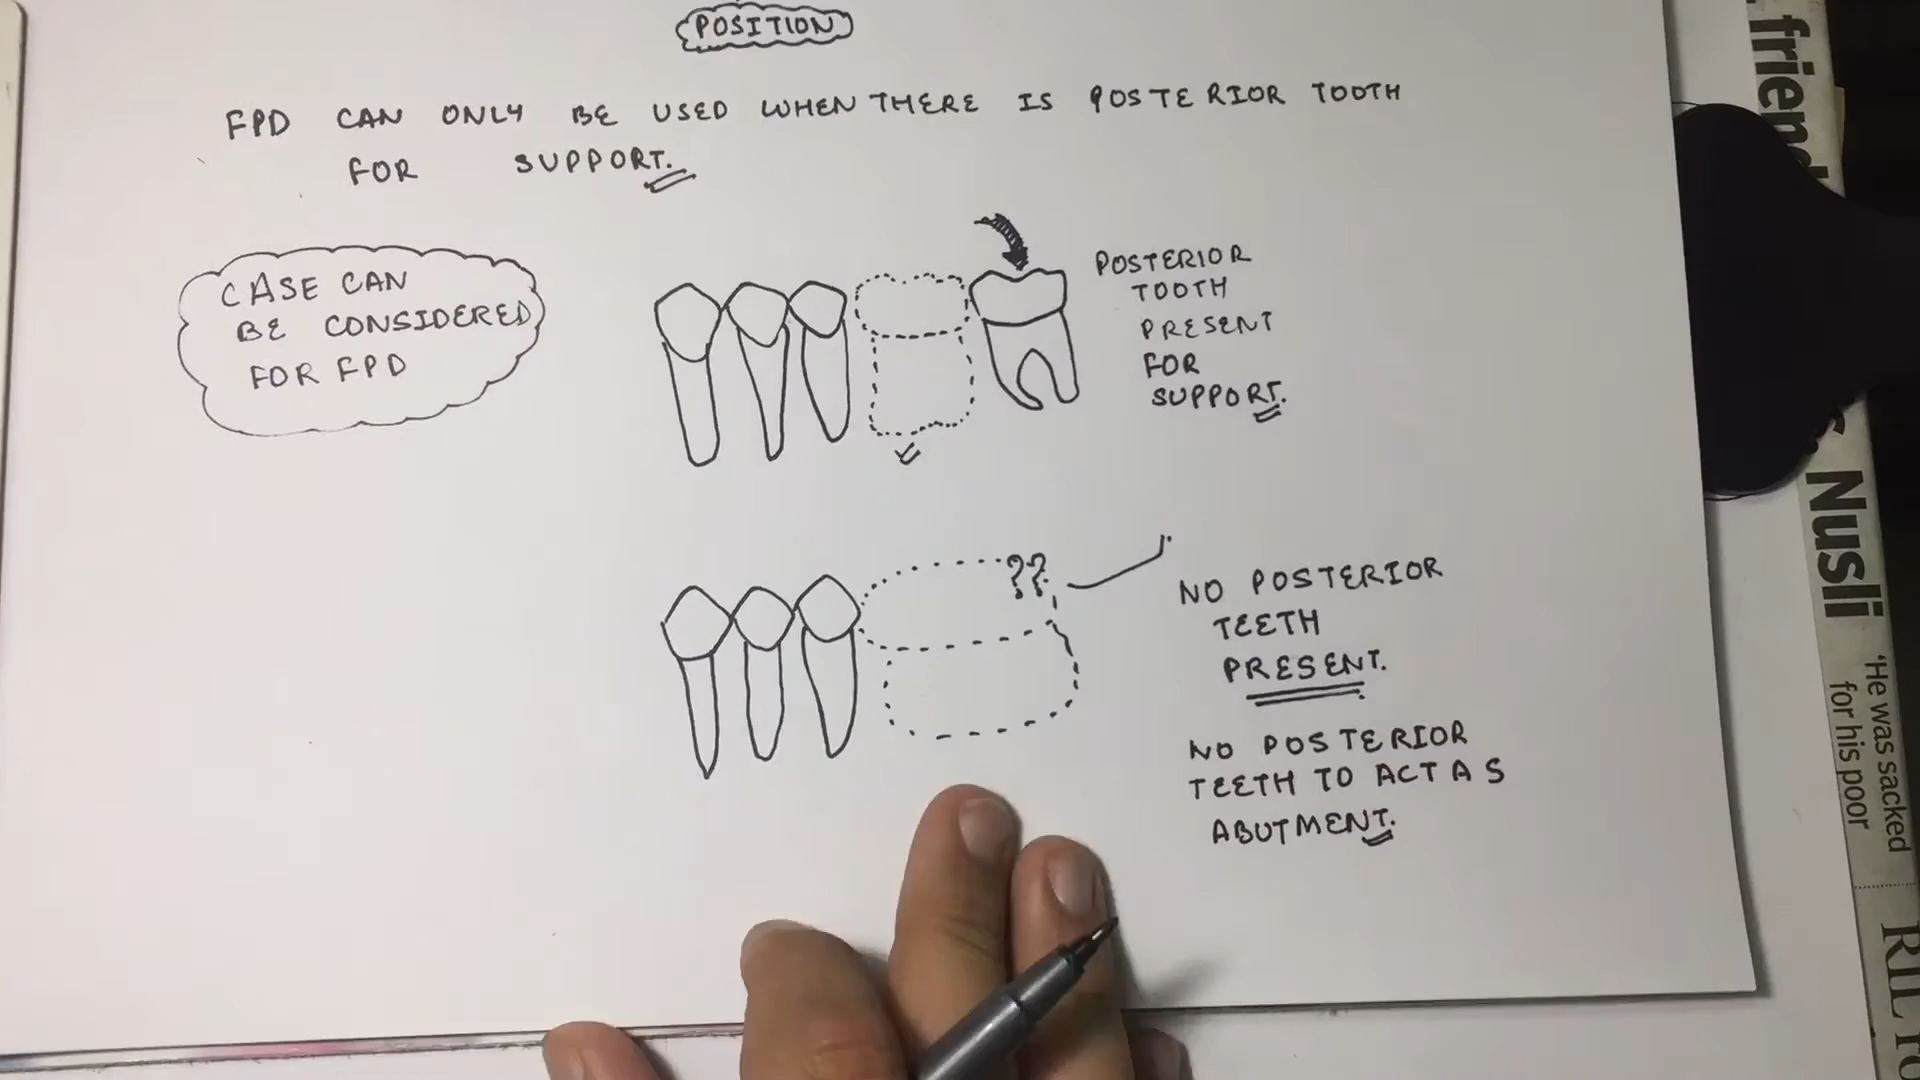 POSITION
FPD CAN ONLY BE USED WHEN THERE IS POSTERIOR TOOTH
FOR SUPPORT.
CASE CAN
BE CONSIDERED
FOR FPD
POSTERIOR
TOOTH
PRESENT
FOR
SUPPORT.
??
NO POSTERIOR
TEETH
PRESENT.
NO POSTERIOR
TEETH TO ACT AS
ABUTMENT.
Nusli
'He was sacked
for his poor